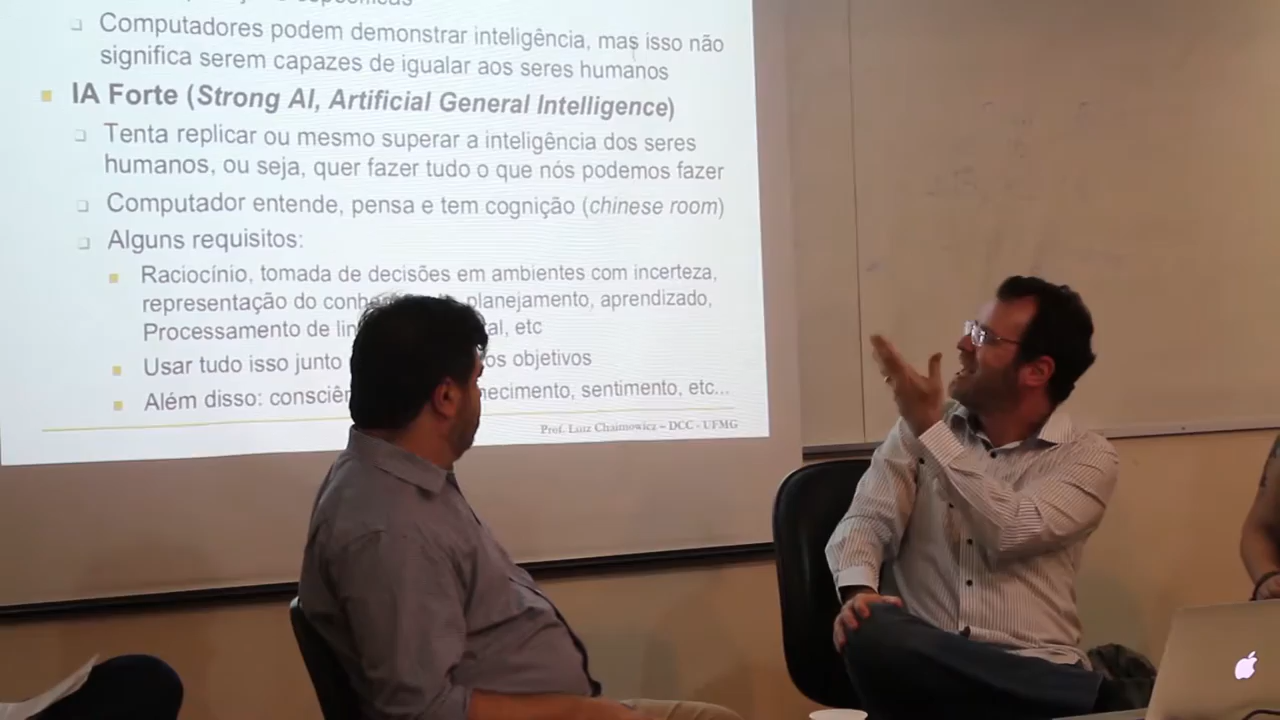 Computadores podem demonstrar inteligência, mas isso não
significa serem capazes de igualar aos seres humanos
IA Forte (Strong AI, Artificial General Intelligence)
Tenta replicar ou mesmo superar a inteligência dos seres
humanos, ou seja, quer fazer tudo o que nós podemos fazer
Computador entende, pensa e tem cognição (chinese room)
Alguns requisitos:
Raciocínio, tomada de decisões em ambientes com incerteza,
representação do planejamento, aprendizado,
Processamento de etc
Usar tudo isso junto objetivos
Além disso: sentimento, etc...
Prof. Luiz Chaimowicz – DCC - UFMG